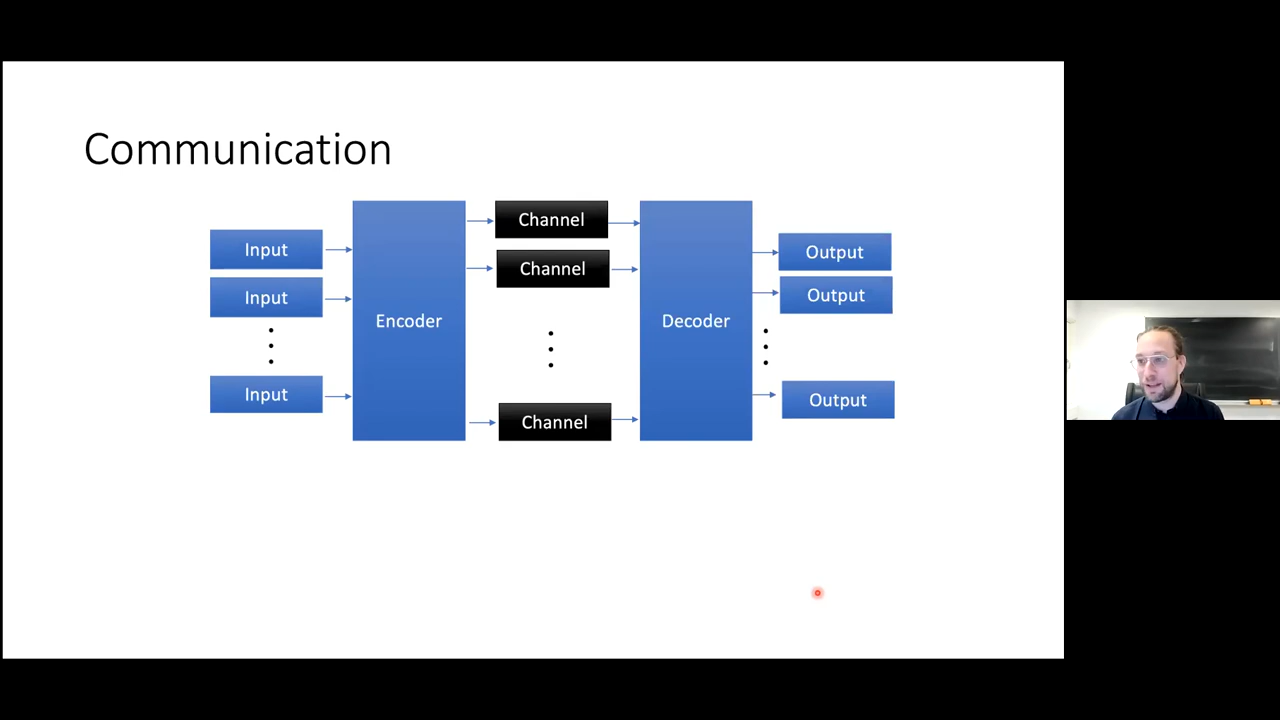 Communication
Input
Input
Input
Encoder
Channel
Channel
Channel
Decoder
Output
Output
Output